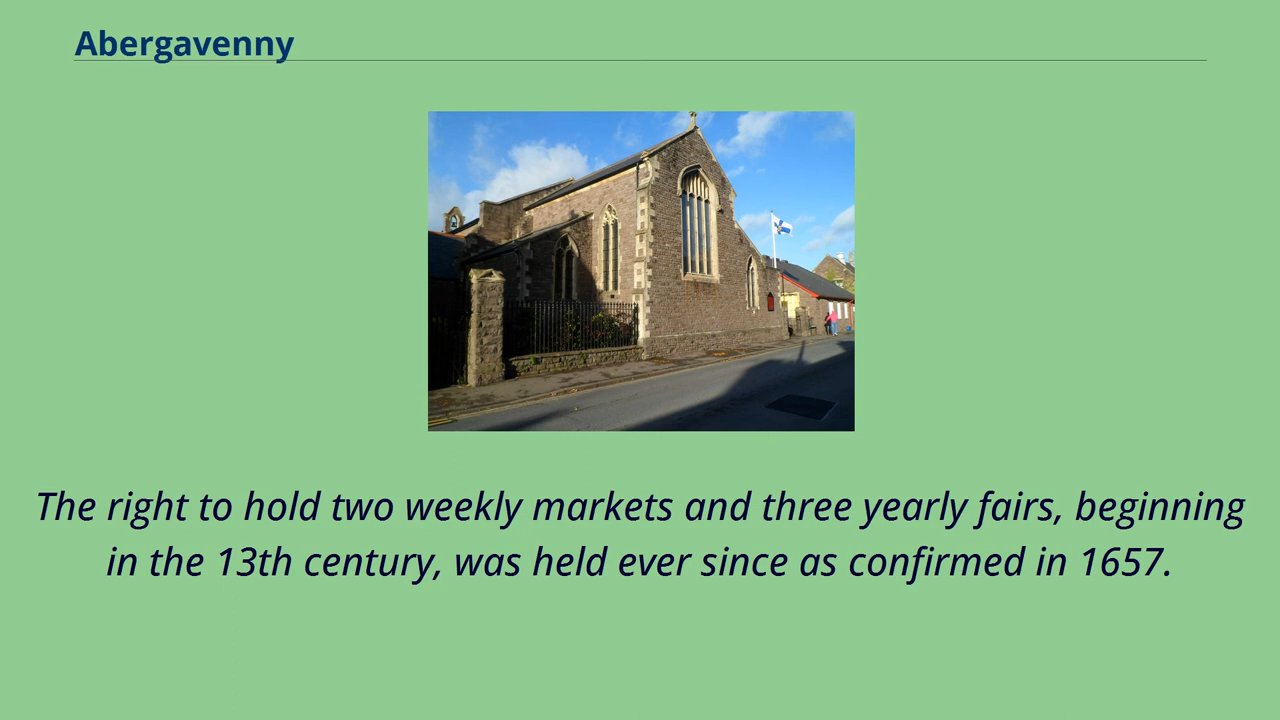 Abergavenny
The right to hold two weekly markets and three yearly fairs, beginning
in the 13th century, was held ever since as confirmed in 1657.